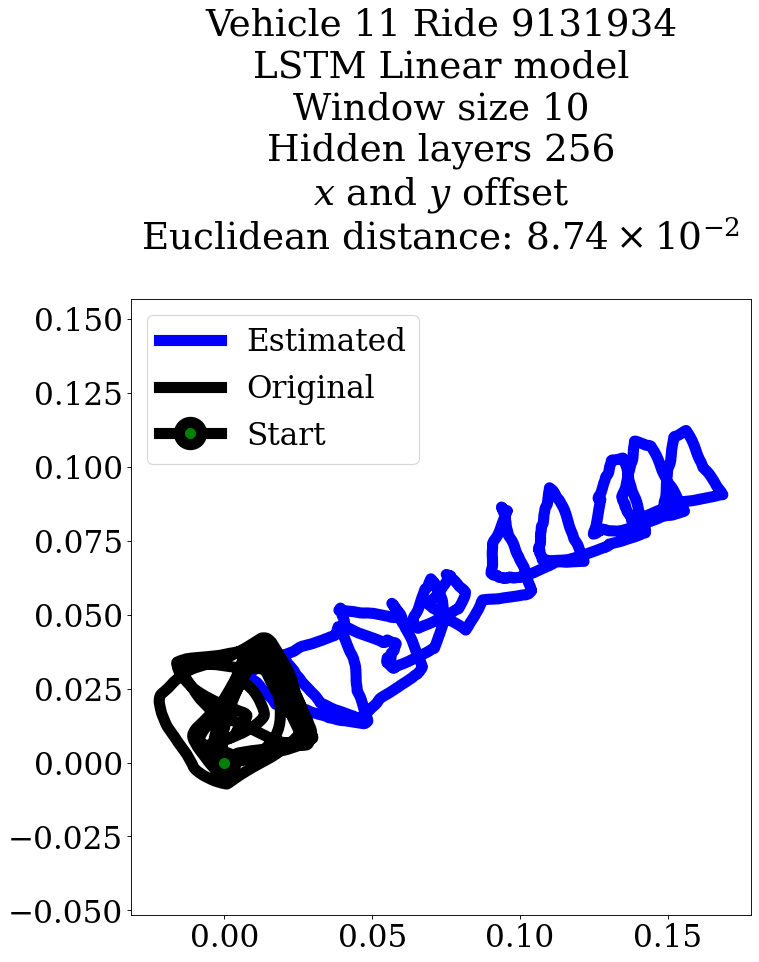 Vehicle 11 Ride 9131934
LSTM Linear model
Window size 10
Hidden layers 256
x and y offset
Euclidean distance: 8.74 × 10⁻²
Estimated
Original
Start
0.150
0.125
0.100
0.075
0.050
0.025
0.000
−0.025
−0.050
0.00 0.05 0.10 0.15